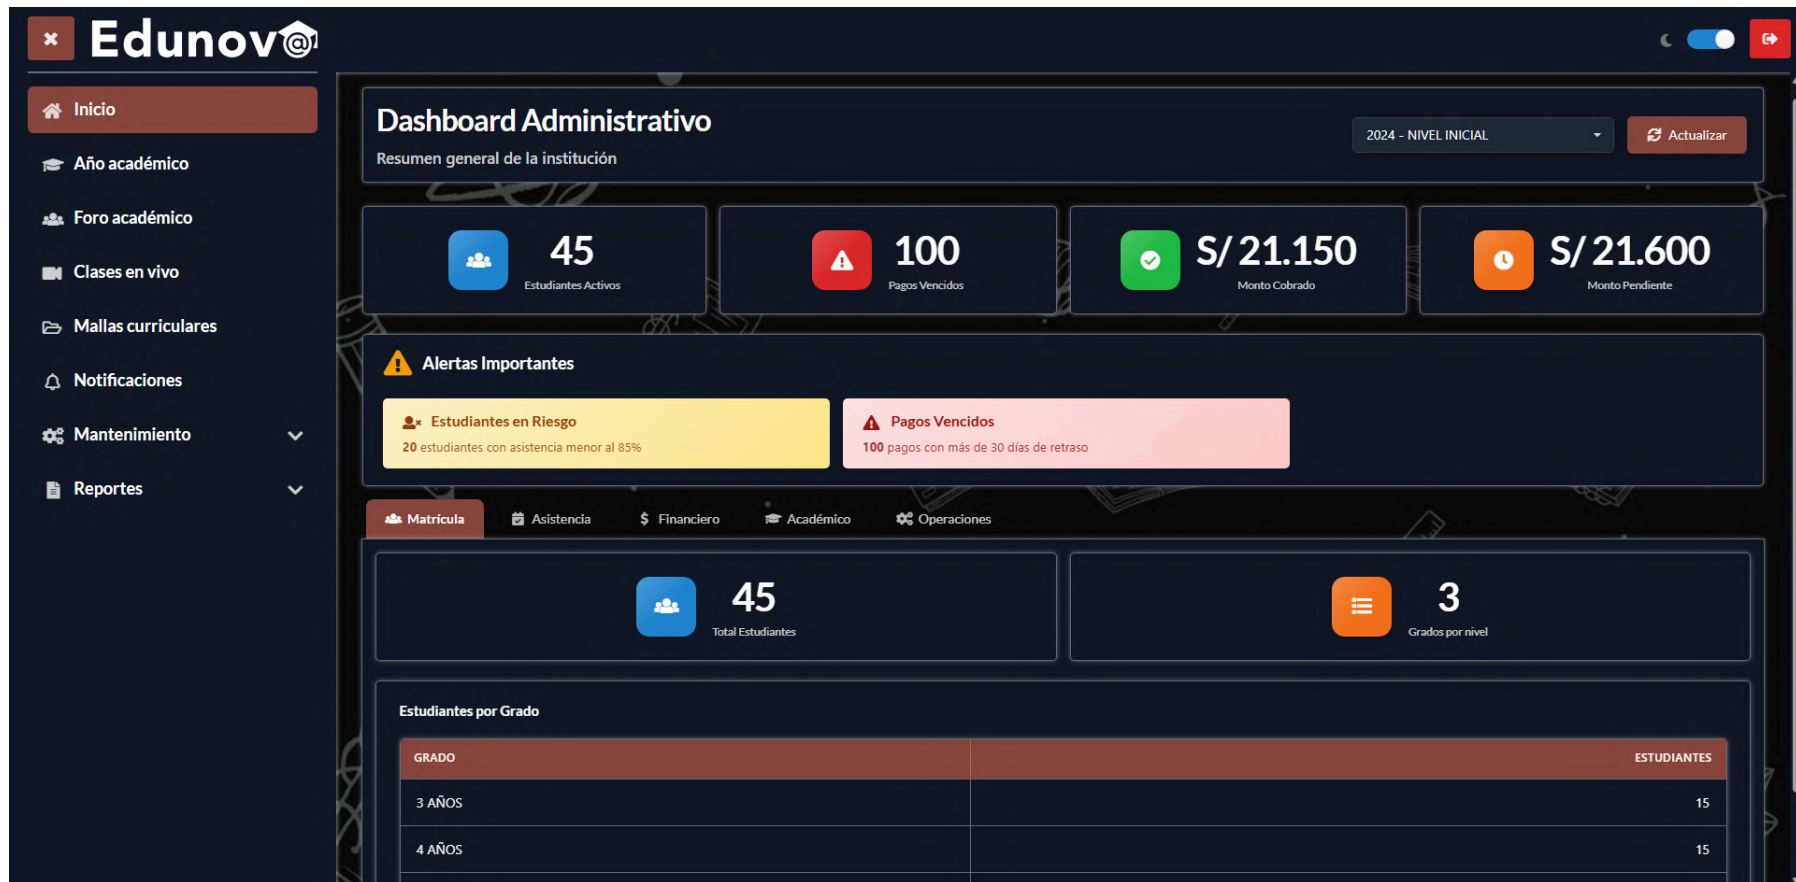 Edunov@
Inicio
Año académico
Foro académico
Clases en vivo
Mallas curriculares
Notificaciones
Mantenimiento
Reportes
Dashboard Administrativo
Resumen general de la institución
2024 - NIVEL INICIAL
Actualizar
45
Estudiantes Activos
100
Pagos Vencidos
S/ 21.150
Monto Cobrado
S/ 21.600
Monto Pendiente
Alertas Importantes
Estudiantes en Riesgo
20 estudiantes con asistencia menor al 85%
Pagos Vencidos
100 pagos con más de 30 días de retraso
Matrícula
Asistencia
Financiero
Académico
Operaciones
45
Total Estudiantes
3
Grados por nivel
Estudiantes por Grado
GRADO ESTUDIANTES
3 AÑOS 15
4 AÑOS 15